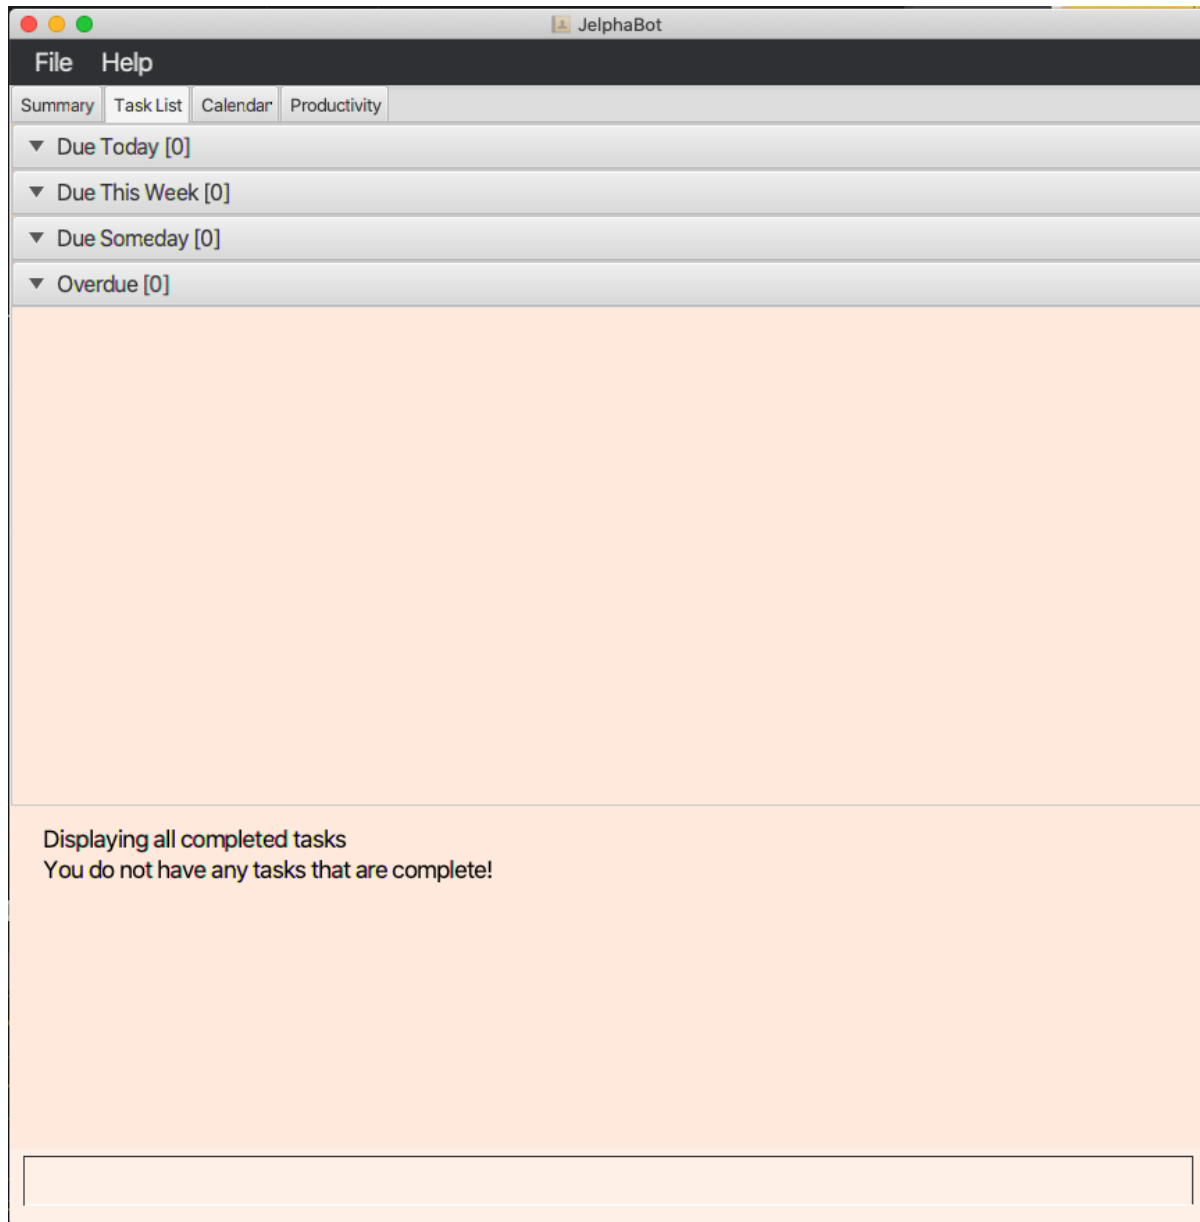 JelphaBot
File Help
Summary Task List Calendar Productivity
Due Today [0]
Due This Week [0]
Due Someday [0]
Overdue [0]
Displaying all completed tasks
You do not have any tasks that are complete!